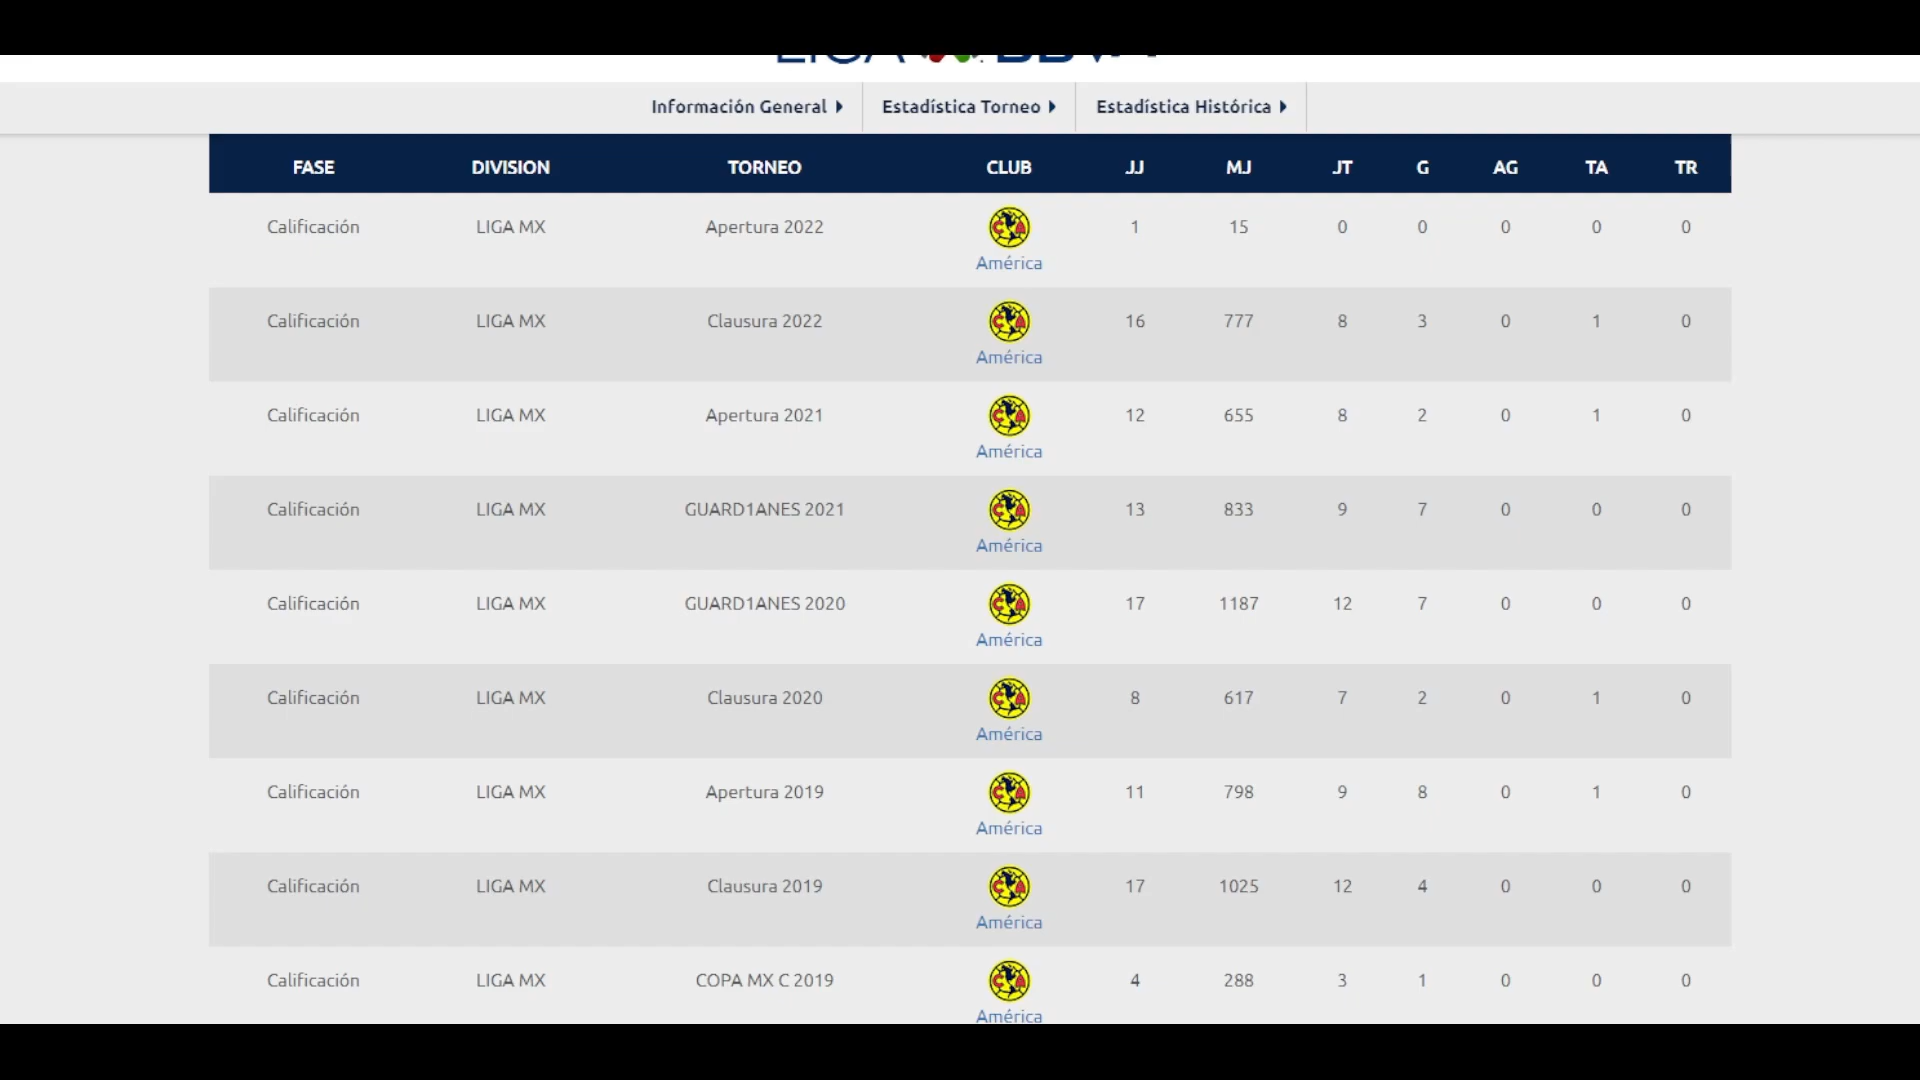 Información General
Estadística Torneo
Estadística Histórica
FASE DIVISION TORNEO CLUB JJ MJ JT G AG TA TR
Calificación LIGA MX Apertura 2022 América 1 15 0 0 0 0 0
Calificación LIGA MX Clausura 2022 América 16 777 8 3 0 1 0
Calificación LIGA MX Apertura 2021 América 12 655 8 2 0 1 0
Calificación LIGA MX GUARD1ANES 2021 América 13 833 9 7 0 0 0
Calificación LIGA MX GUARD1ANES 2020 América 17 1187 12 7 0 0 0
Calificación LIGA MX Clausura 2020 América 8 617 7 2 0 1 0
Calificación LIGA MX Apertura 2019 América 11 798 9 8 0 1 0
Calificación LIGA MX Clausura 2019 América 17 1025 12 4 0 0 0
Calificación LIGA MX COPA MX C 2019 América 4 288 3 1 0 0 0